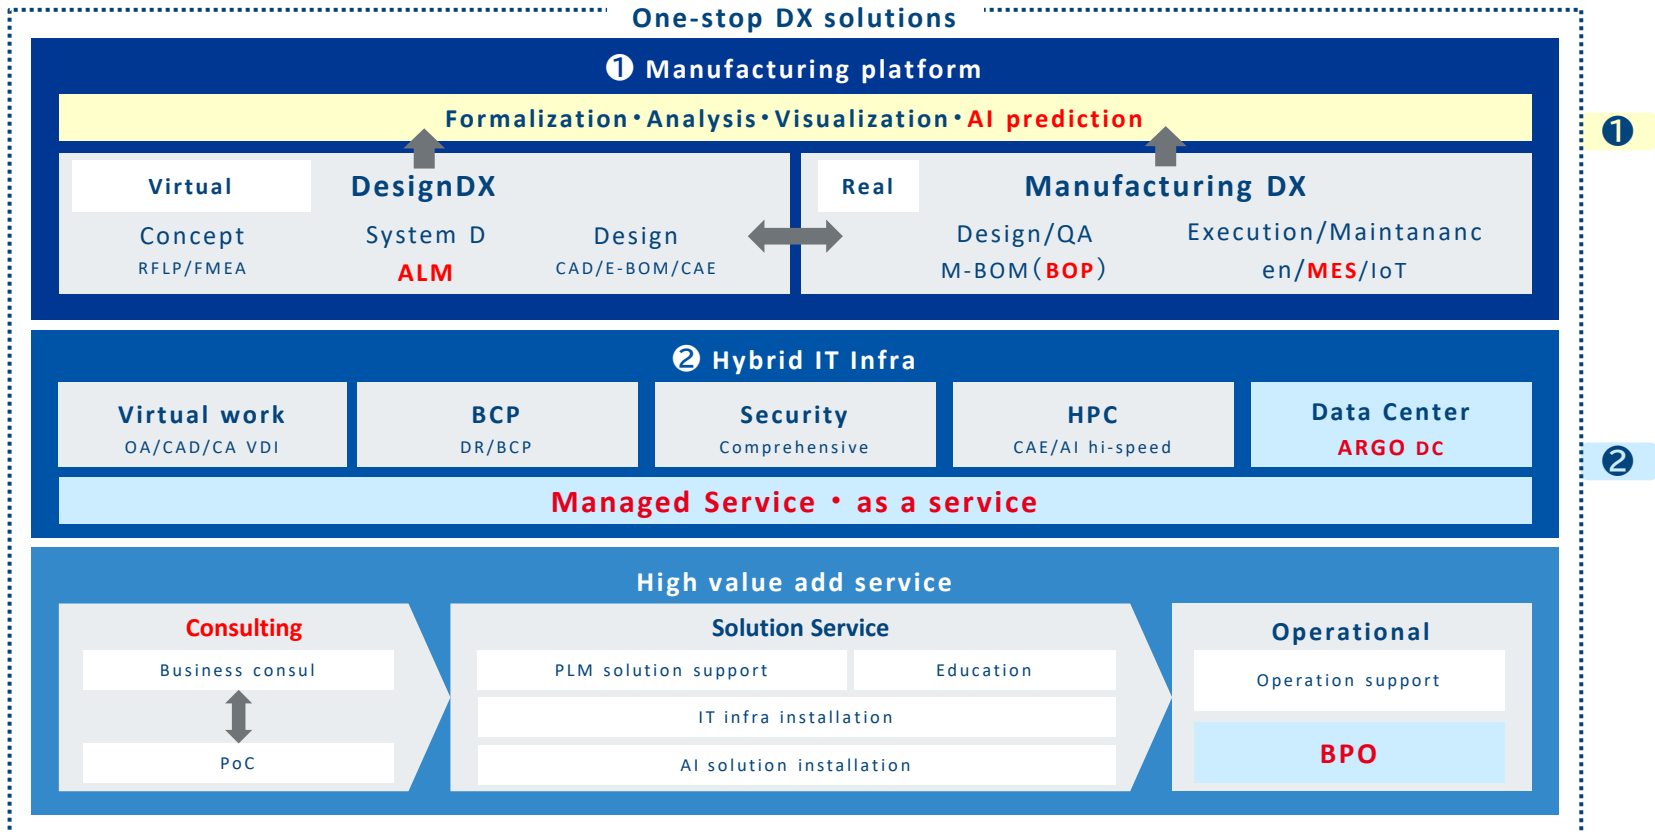 One-stop DX solutions
❶ Manufacturing platform
Formalization・Analysis・Visualization・AI prediction
❶
Virtual
DesignDX
Concept
RFLP/FMEA
System D
ALM
Design
CAD/E-BOM/CAE
Real
Manufacturing DX
Design/QA
M-BOM（BOP）
Execution/Maintananc
en/MES/IoT
❷ Hybrid IT Infra
Virtual work
OA/CAD/CA VDI
BCP
DR/BCP
Security
Comprehensive
HPC
CAE/AI hi-speed
Data Center
ARGO DC
❷
Managed Service・as a service
High value add service
Consulting
Business consul
PoC
Solution Service
PLM solution support
Education
IT infra installation
AI solution installation
Operational
Operation support
BPO